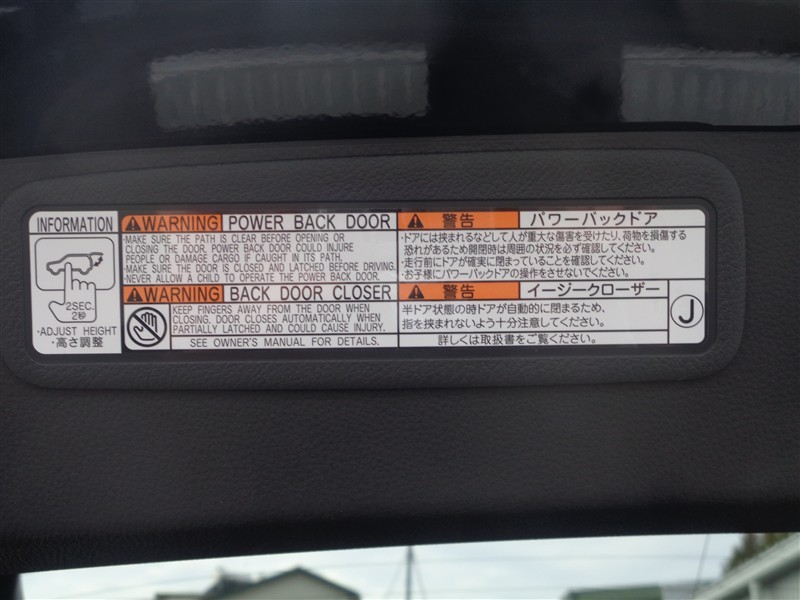 INFORMATION
2SEC.
2秒
・ADJUST HEIGHT
・高さ調整
WARNING POWER BACK DOOR
・MAKE SURE THE PATH IS CLEAR BEFORE OPENING OR
CLOSING THE DOOR. POWER BACK DOOR COULD INJURE
PEOPLE OR DAMAGE CARGO IF CAUGHT IN ITS PATH.
・MAKE SURE THE DOOR IS CLOSED AND LATCHED BEFORE DRIVING.
・NEVER ALLOW A CHILD TO OPERATE THE POWER BACK DOOR.
WARNING BACK DOOR CLOSER
KEEP FINGERS AWAY FROM THE DOOR WHEN
CLOSING. DOOR CLOSES AUTOMATICALLY WHEN
PARTIALLY LATCHED AND COULD CAUSE INJURY.
SEE OWNER'S MANUAL FOR DETAILS.
警告 パワーバックドア
・ドアには挟まれるなどして人が重大な傷害を受けたり、荷物を損傷する
恐れがあるため開閉時は周囲の状況を必ず確認してください。
・走行前にドアが確実に閉まっていることを確認してください。
・お子様にパワーバックドアの操作をさせないでください。
警告 イージークローザー
半ドア状態の時ドアが自動的に閉まるため、
指を挟まれないよう十分注意してください。
詳しくは取扱書をご覧ください。
J